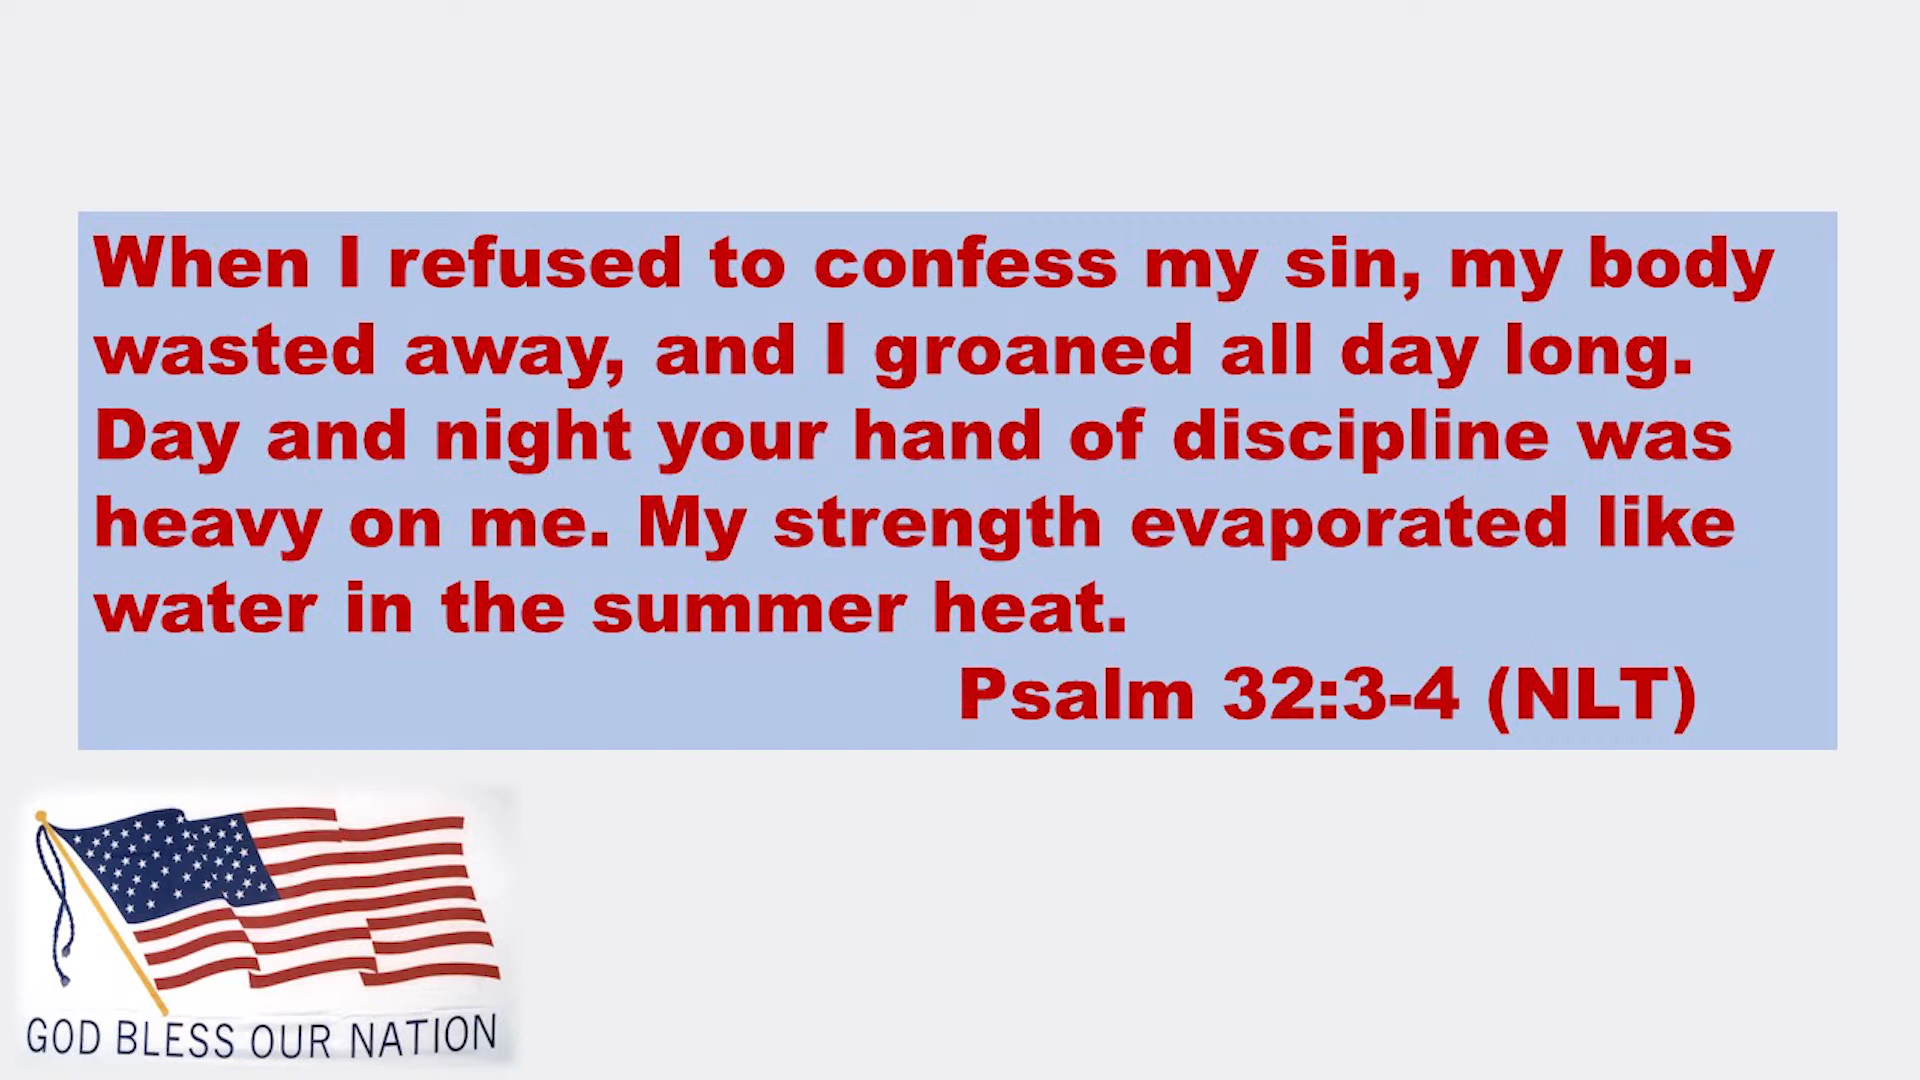 When I refused to confess my sin, my body
wasted away, and I groaned all day long.
Day and night your hand of discipline was
heavy on me. My strength evaporated like
water in the summer heat.
Psalm 32:3-4 (NLT)
GOD BLESS OUR NATION